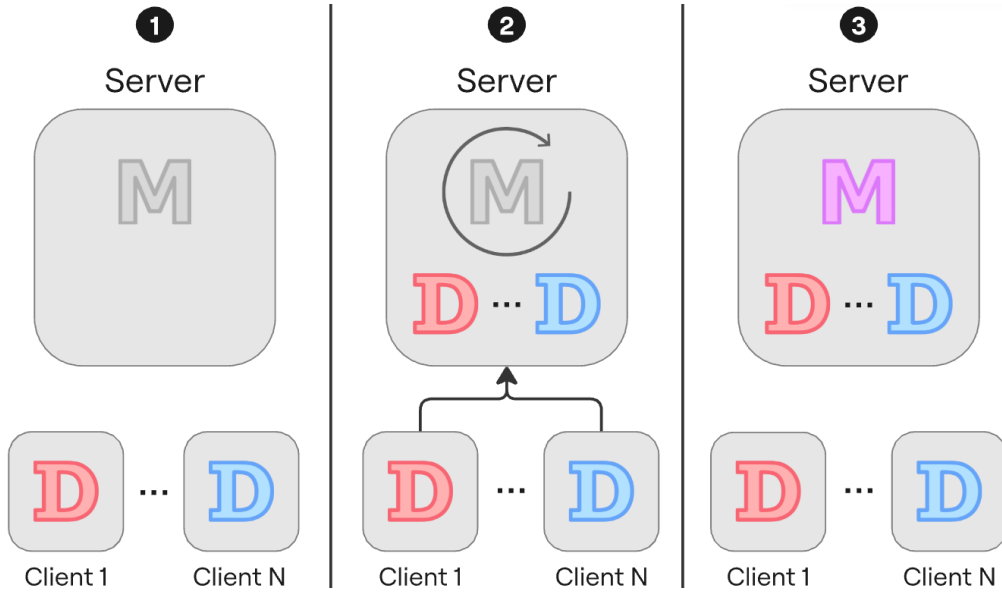 1
Server
M
D ... D
Client 1 Client N
2
Server
M
D ... D
D ... D
Client 1 Client N
3
Server
M
D ... D
D ... D
Client 1 Client N